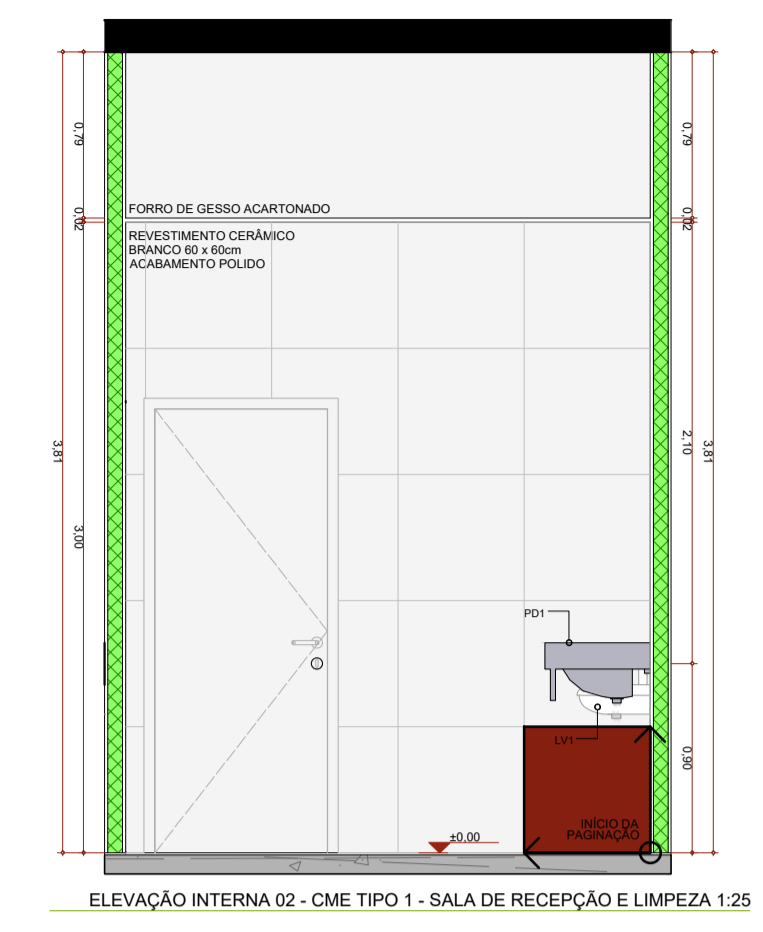 0,79
0,79
0,02
0,02
FORRO DE GESSO ACARTONADO
REVESTIMENTO CERÂMICO
BRANCO 60 x 60cm
ACABAMENTO POLIDO
3,81
2,10
3,81
3,00
PD1
LV1
0,90
INÍCIO DA
PAGINAÇÃO
±0,00
ELEVAÇÃO INTERNA 02 - CME TIPO 1 - SALA DE RECEPÇÃO E LIMPEZA 1:25